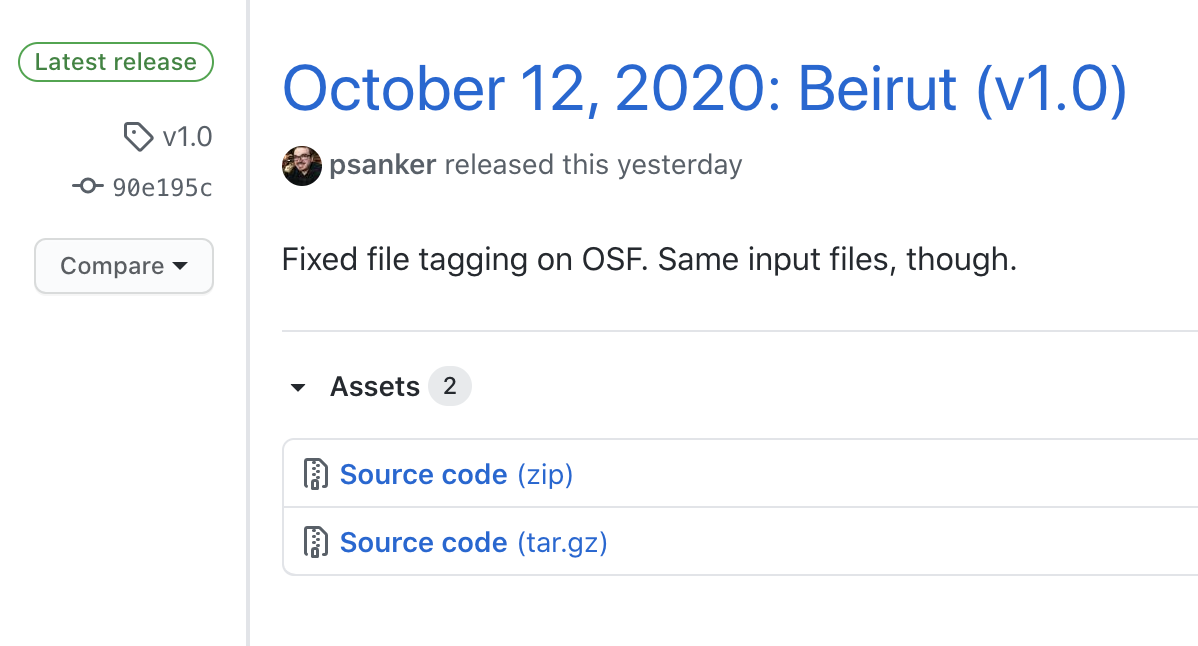 Latest release
v1.0
90e195c
Compare
October 12, 2020: Beirut (v1.0)
psanker released this yesterday
Fixed file tagging on OSF. Same input files, though.
Assets 2
Source code (zip)
Source code (tar.gz)